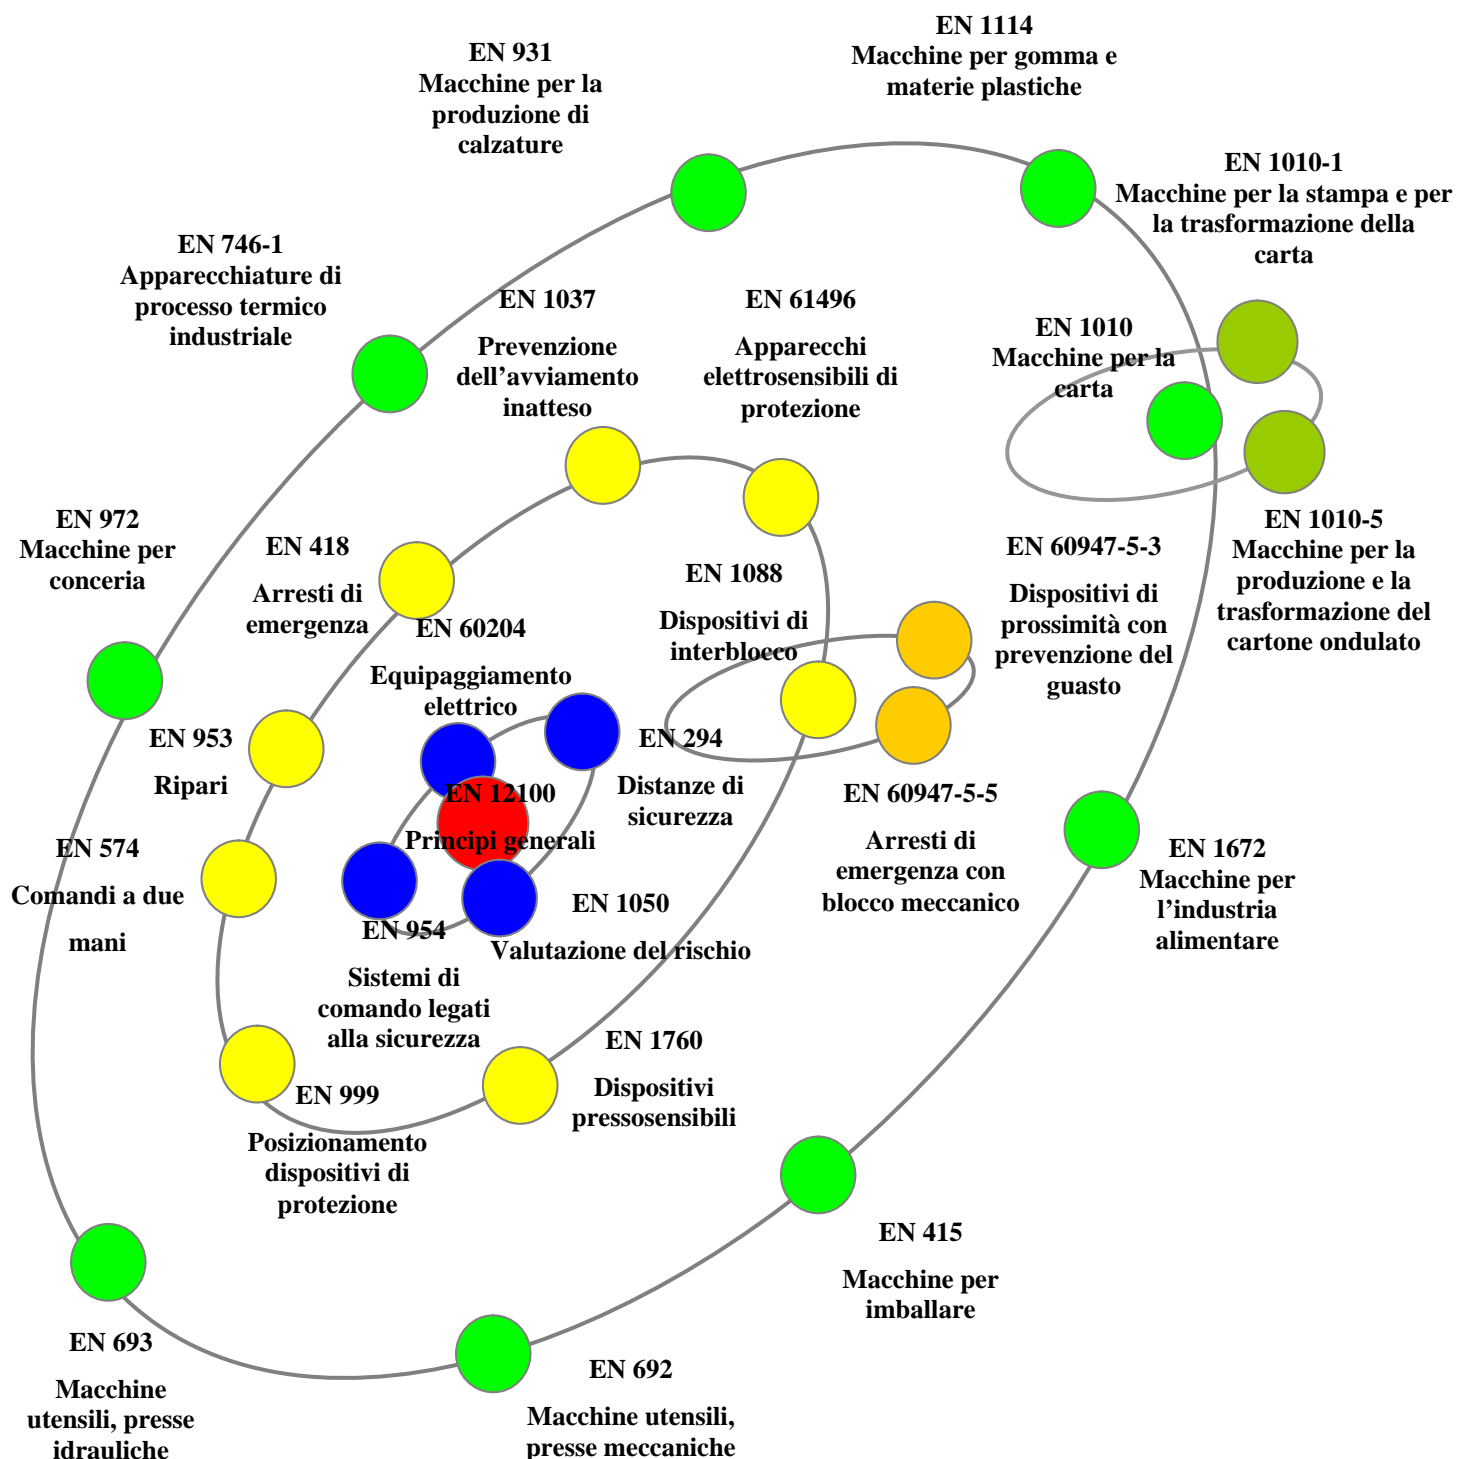 EN 1114
Macchine per gomma e
materie plastiche
EN 931
Macchine per la
produzione di
calzature
EN 1010-1
Macchine per la stampa e per
la trasformazione della
carta
EN 746-1
Apparecchiature di
processo termico
industriale
EN 1037
Prevenzione
dell’avviamento
inatteso
EN 61496
Apparecchi
elettrosensibili di
protezione
EN 1010
Macchine per la
carta
EN 972
Macchine per
conceria
EN 418
Arresti di
emergenza
EN 1088
Dispositivi di
interblocco
EN 60947-5-3
Dispositivi di
prossimità con
prevenzione del
guasto
EN 1010-5
Macchine per la
produzione e la
trasformazione del
cartone ondulato
EN 60204
Equipaggiamento
elettrico
EN 953
Ripari
EN 294
Distanze di
sicurezza
EN 12100
Principi generali
EN 60947-5-5
Arresti di
emergenza con
blocco meccanico
EN 574
Comandi a due
mani
EN 1672
Macchine per
l’industria
alimentare
EN 954
Sistemi di
comando legati
alla sicurezza
EN 1050
Valutazione del rischio
EN 999
Posizionamento
dispositivi di
protezione
EN 1760
Dispositivi
pressosensibili
EN 415
Macchine per
imballare
EN 693
Macchine
utensili, presse
idrauliche
EN 692
Macchine utensili,
presse meccaniche